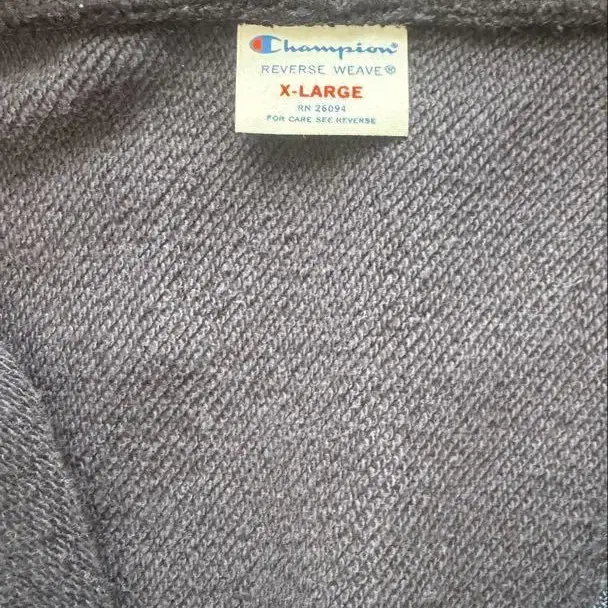 Champion®
REVERSE WEAVE®
X-LARGE
RN 26094
FOR CARE SEE REVERSE